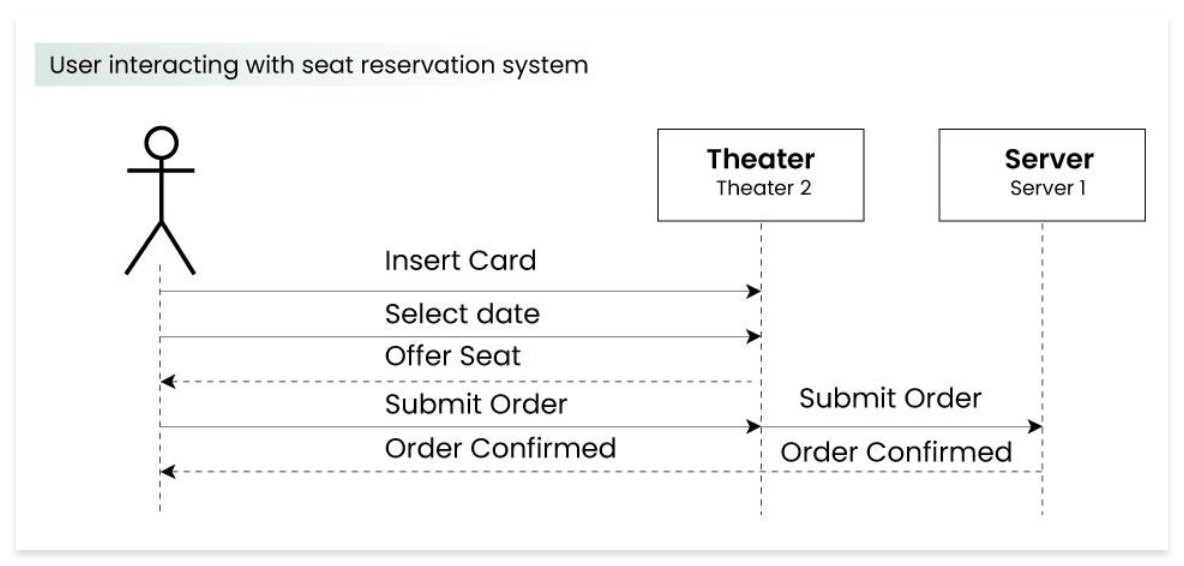 User interacting with seat reservation system
Theater
Theater 2
Server
Server 1
Insert Card
Select date
Offer Seat
Submit Order
Submit Order
Order Confirmed
Order Confirmed